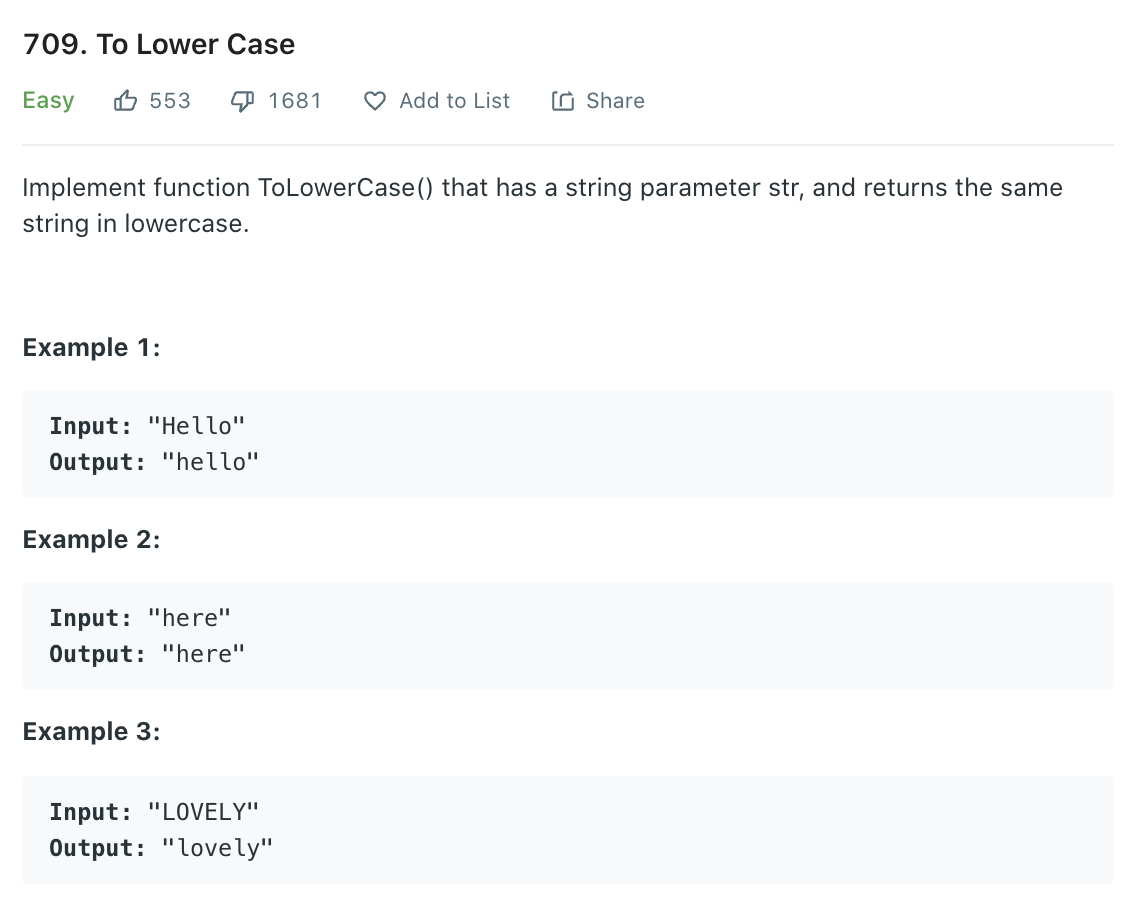 709. To Lower Case
Easy 553 1681 Add to List Share
Implement function ToLowerCase() that has a string parameter str, and returns the same
string in lowercase.
Example 1:
Input: "Hello"
Output: "hello"
Example 2:
Input: "here"
Output: "here"
Example 3:
Input: "LOVELY"
Output: "lovely"